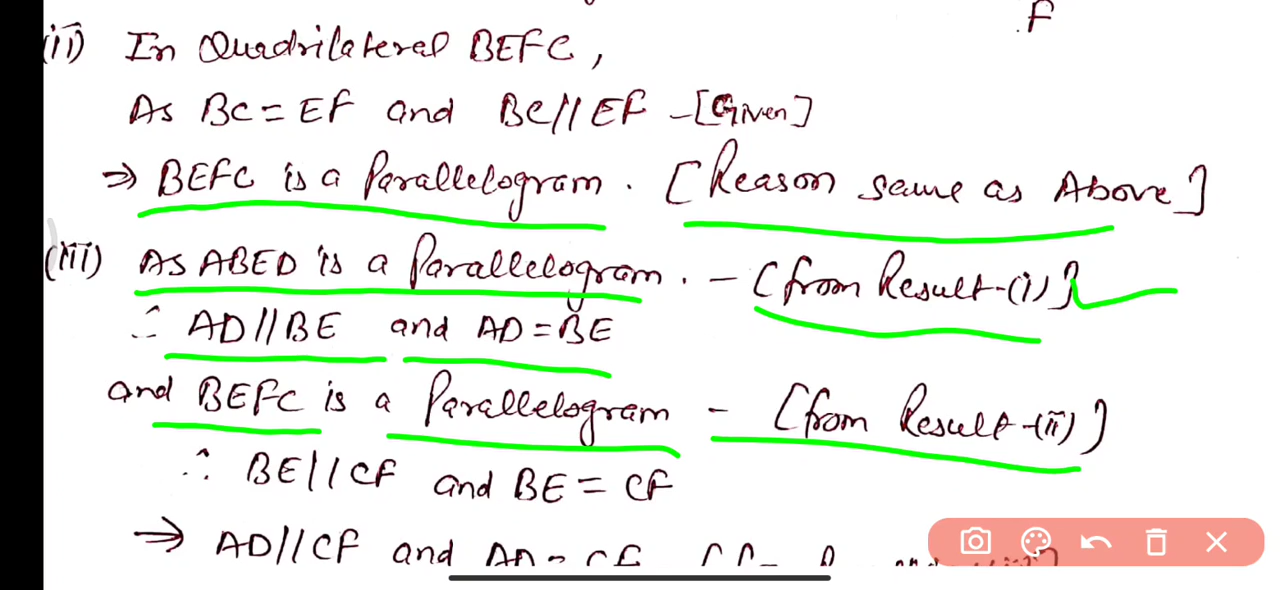 F
(ii) In Quadrilateral BEFC,
As BC = EF and BC // EF - [Given]
⇒ BEFC is a Parallelogram. [Reason same as Above]
(iii) As ABED is a Parallelogram. - [from Result-(i)]
∴ AD // BE and AD = BE
and BEFC is a Parallelogram - [from Result-(ii)]
∴ BE // CF and BE = CF
⇒ AD // CF and AD = CF